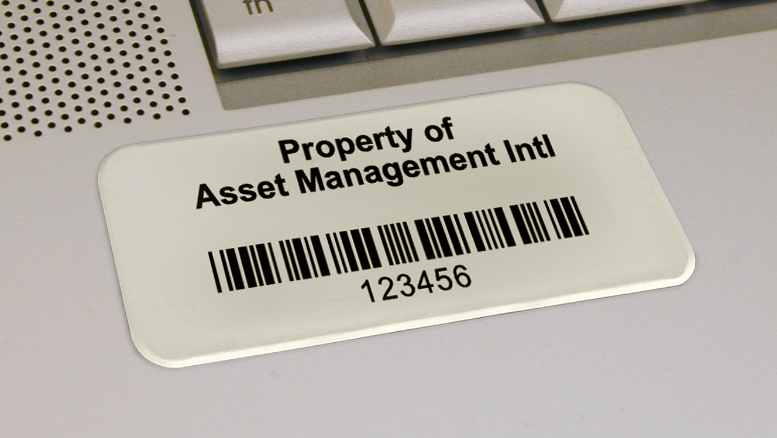 fn
Property of
Asset Management Intl
123456